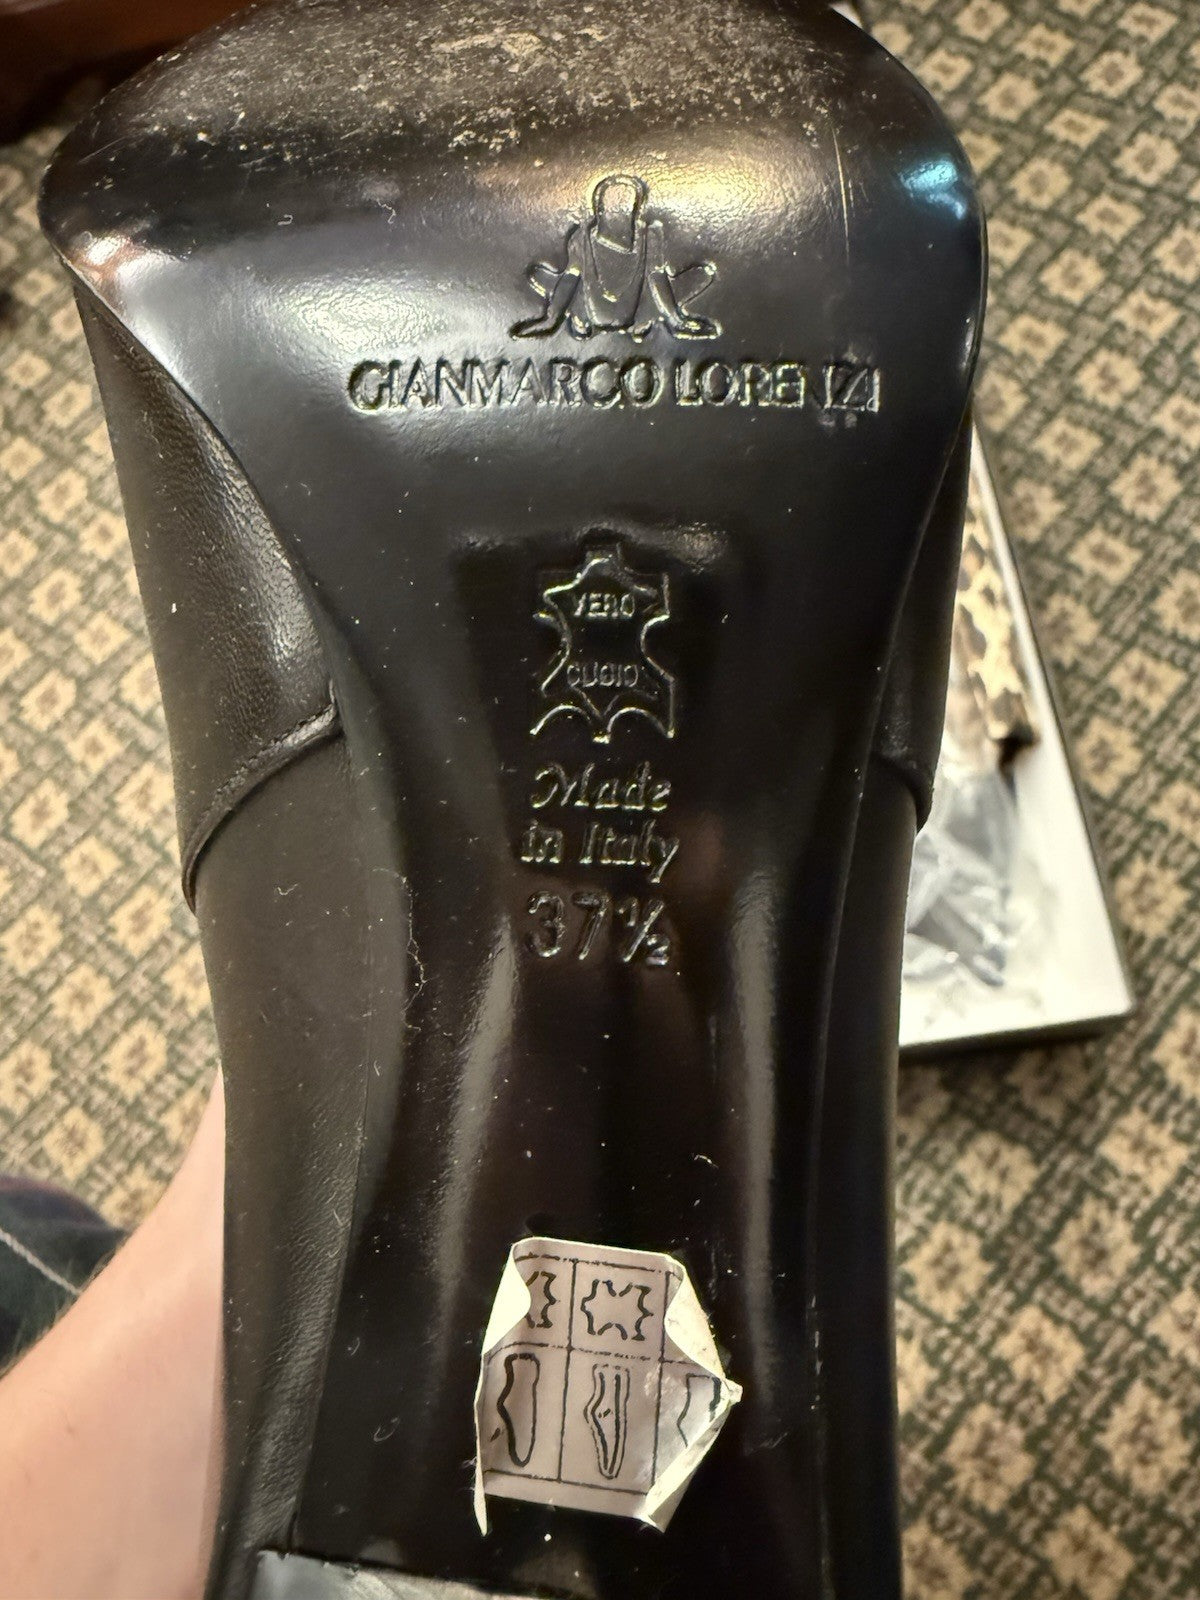 GIANMARCO LORENZI
VERO
CUOIO
Made
in Italy
37½